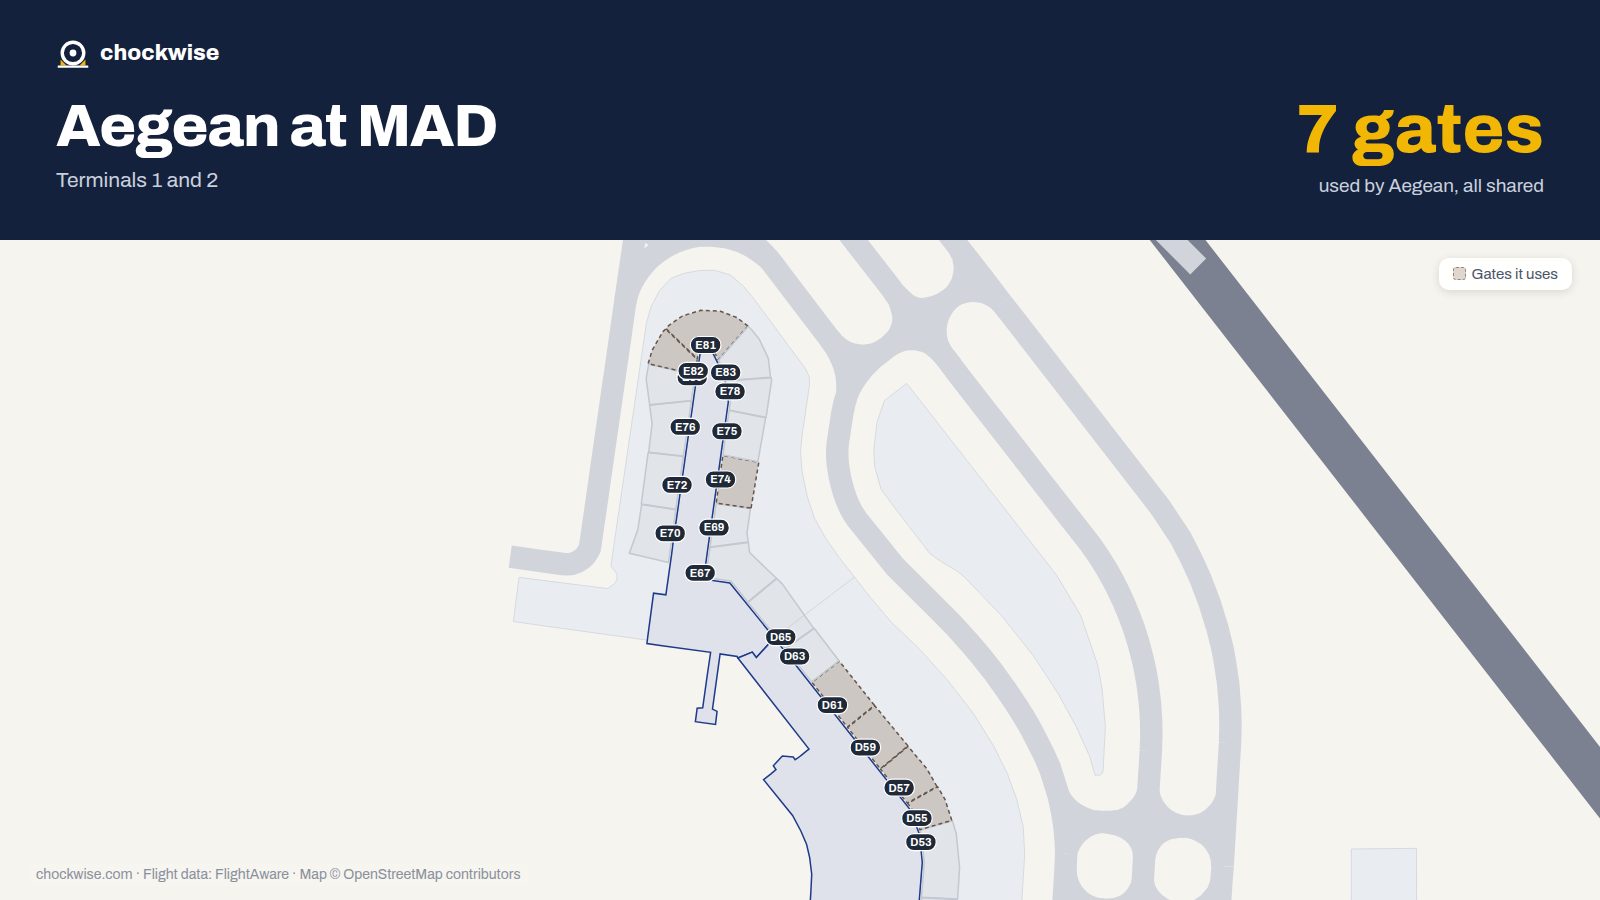 chockwise
Aegean at MAD
Terminals 1 and 2
7 gates
used by Aegean, all shared
Gates it uses
E81
E82
E83
E78
E76
E75
E74
E72
E70
E69
E67
D65
D63
D61
D59
D57
D55
D53
chockwise.com · Flight data: FlightAware · Map © OpenStreetMap contributors